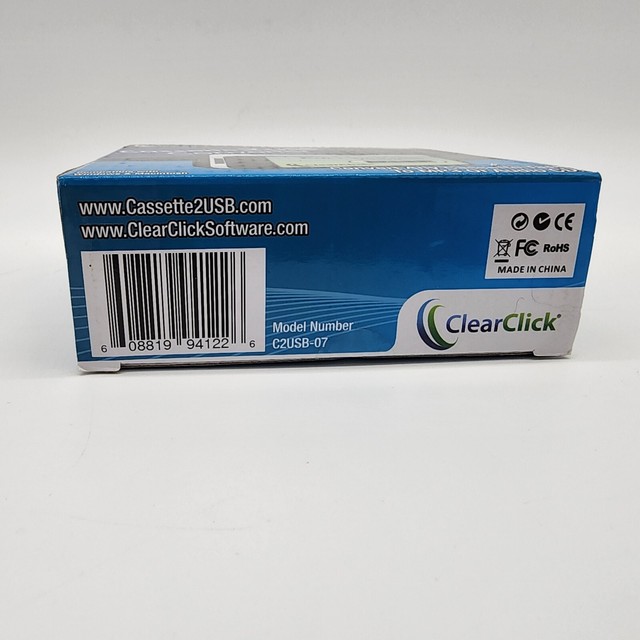 www.Cassette2USB.com
www.ClearClickSoftware.com
6 08819 94122 6
Model Number
C2USB-07
CE
FC RoHS
MADE IN CHINA
ClearClick®